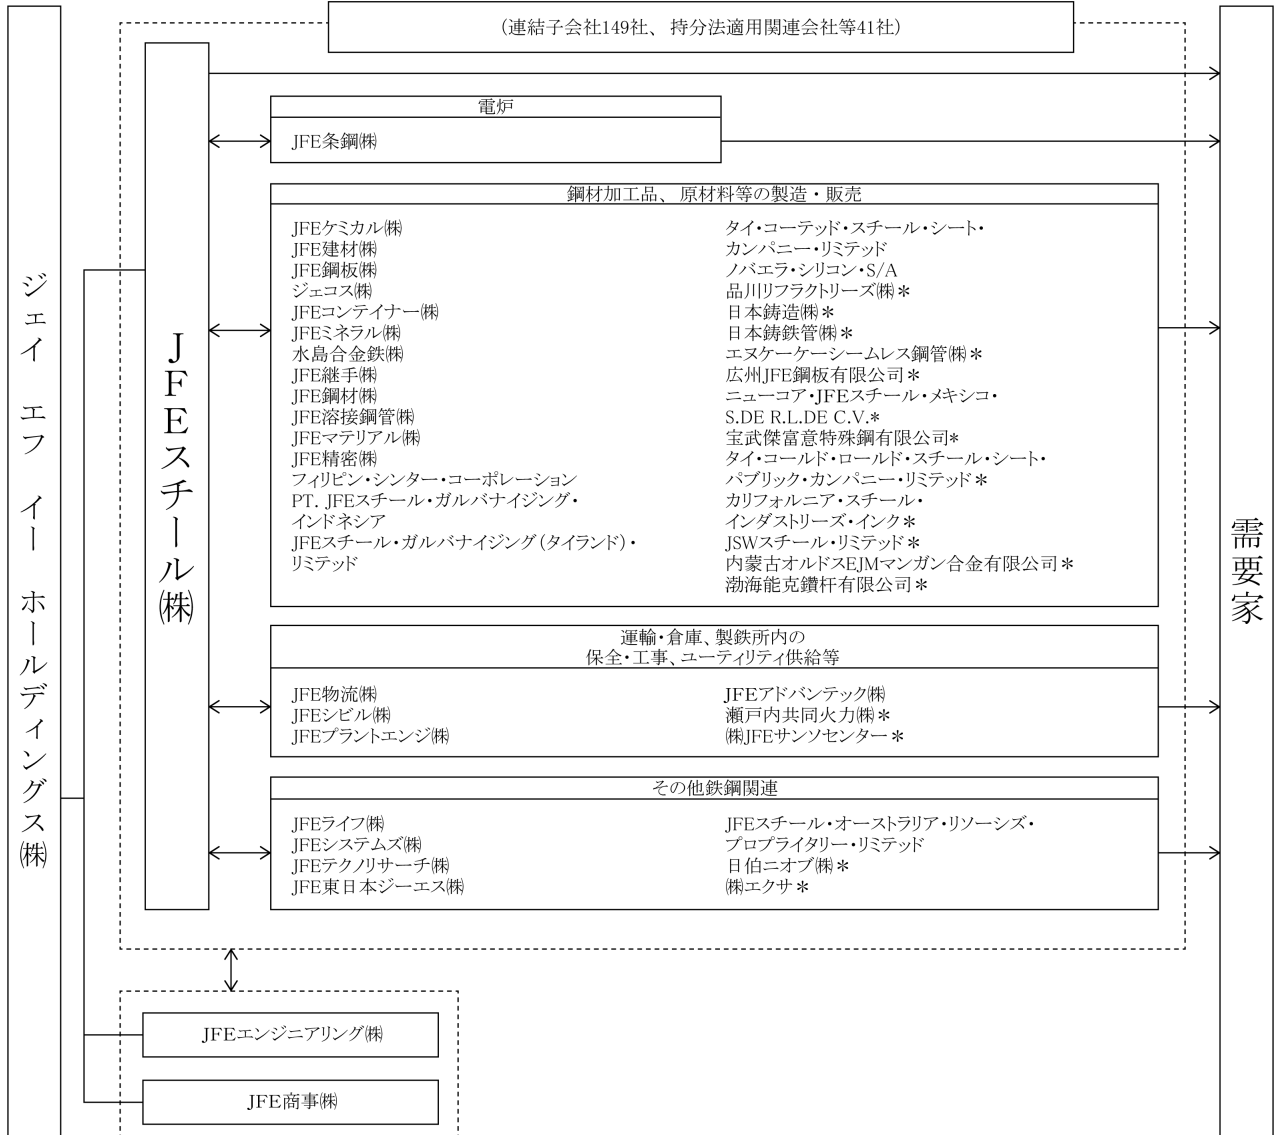 (連結子会社149社、持分法適用関連会社等41社)
ジェイ エフ イー ホールディングス㈱
JFEスチール㈱
電炉
JFE条鋼㈱
鋼材加工品、原材料等の製造・販売
JFEケミカル㈱
JFE建材㈱
JFE鋼板㈱
ジェコス㈱
JFEコンテイナー㈱
JFEミネラル㈱
水島合金鉄㈱
JFE継手㈱
JFE鋼材㈱
JFE溶接鋼管㈱
JFEマテリアル㈱
JFE精密㈱
フィリピン・シンター・コーポレーション
PT. JFEスチール・ガルバナイジング・
インドネシア
JFEスチール・ガルバナイジング(タイランド)・
リミテッド
タイ・コーテッド・スチール・シート・
カンパニー・リミテッド
ノバエラ・シリコン・S/A
品川リフラクトリーズ㈱*
日本鋳造㈱*
日本鋳鉄管㈱*
エヌケーケーシームレス鋼管㈱*
広州JFE鋼板有限公司*
ニューコア・JFEスチール・メキシコ・
S.DE R.L.DE C.V.*
宝武傑富意特殊鋼有限公司*
タイ・コールド・ロールド・スチール・シート・
パブリック・カンパニー・リミテッド*
カリフォルニア・スチール・
インダストリーズ・インク*
JSWスチール・リミテッド*
内蒙古オルドスEJMマンガン合金有限公司*
渤海能克鑽杆有限公司*
運輸・倉庫、製鉄所内の
保全・工事、ユーティリティ供給等
JFE物流㈱
JFEシビル㈱
JFEプラントエンジ㈱
JFEアドバンテック㈱
瀬戸内共同火力㈱*
㈱JFEサンソセンター*
その他鉄鋼関連
JFEライフ㈱
JFEシステムズ㈱
JFEテクノリサーチ㈱
JFE東日本ジーエス㈱
JFEスチール・オーストラリア・リソーシズ・
プロプライタリー・リミテッド
日伯ニオブ㈱*
㈱エクサ*
需要家
JFEエンジニアリング㈱
JFE商事㈱